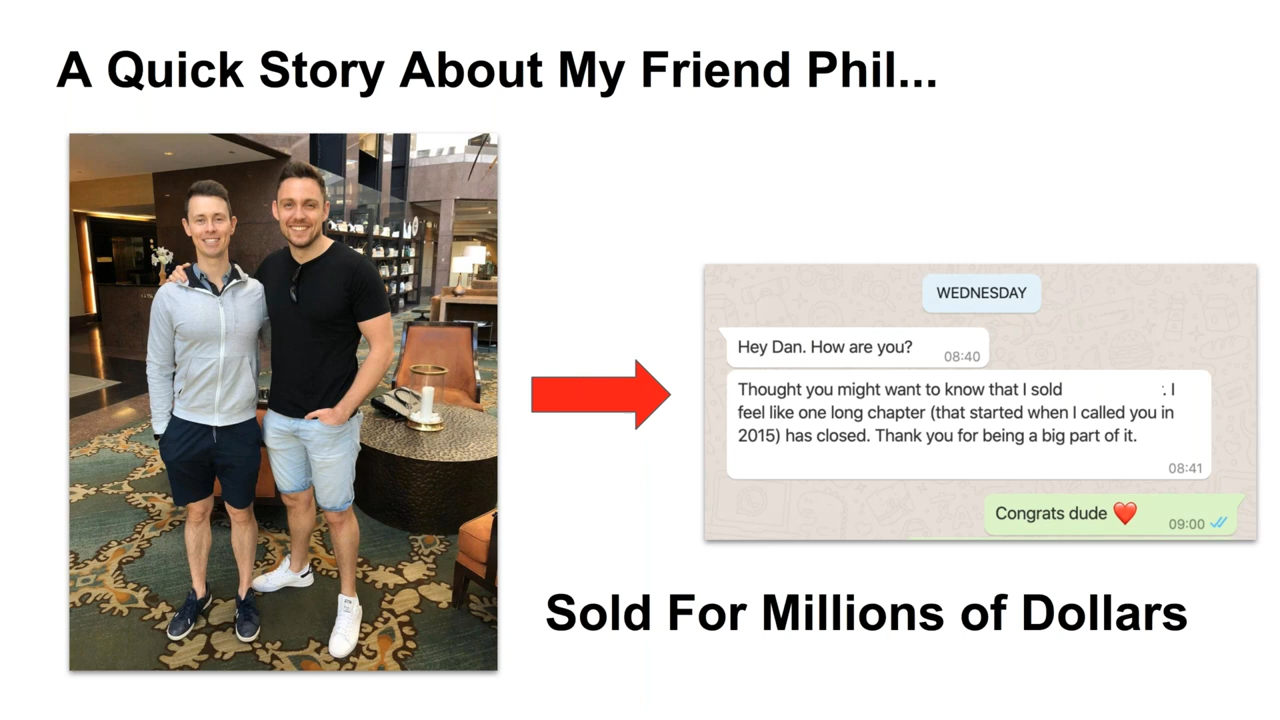 A Quick Story About My Friend Phil...
WEDNESDAY
Hey Dan. How are you?
08:40
Thought you might want to know that I sold : I
feel like one long chapter (that started when I called you in
2015) has closed. Thank you for being a big part of it.
08:41
Congrats dude ❤️
09:00
Sold For Millions of Dollars